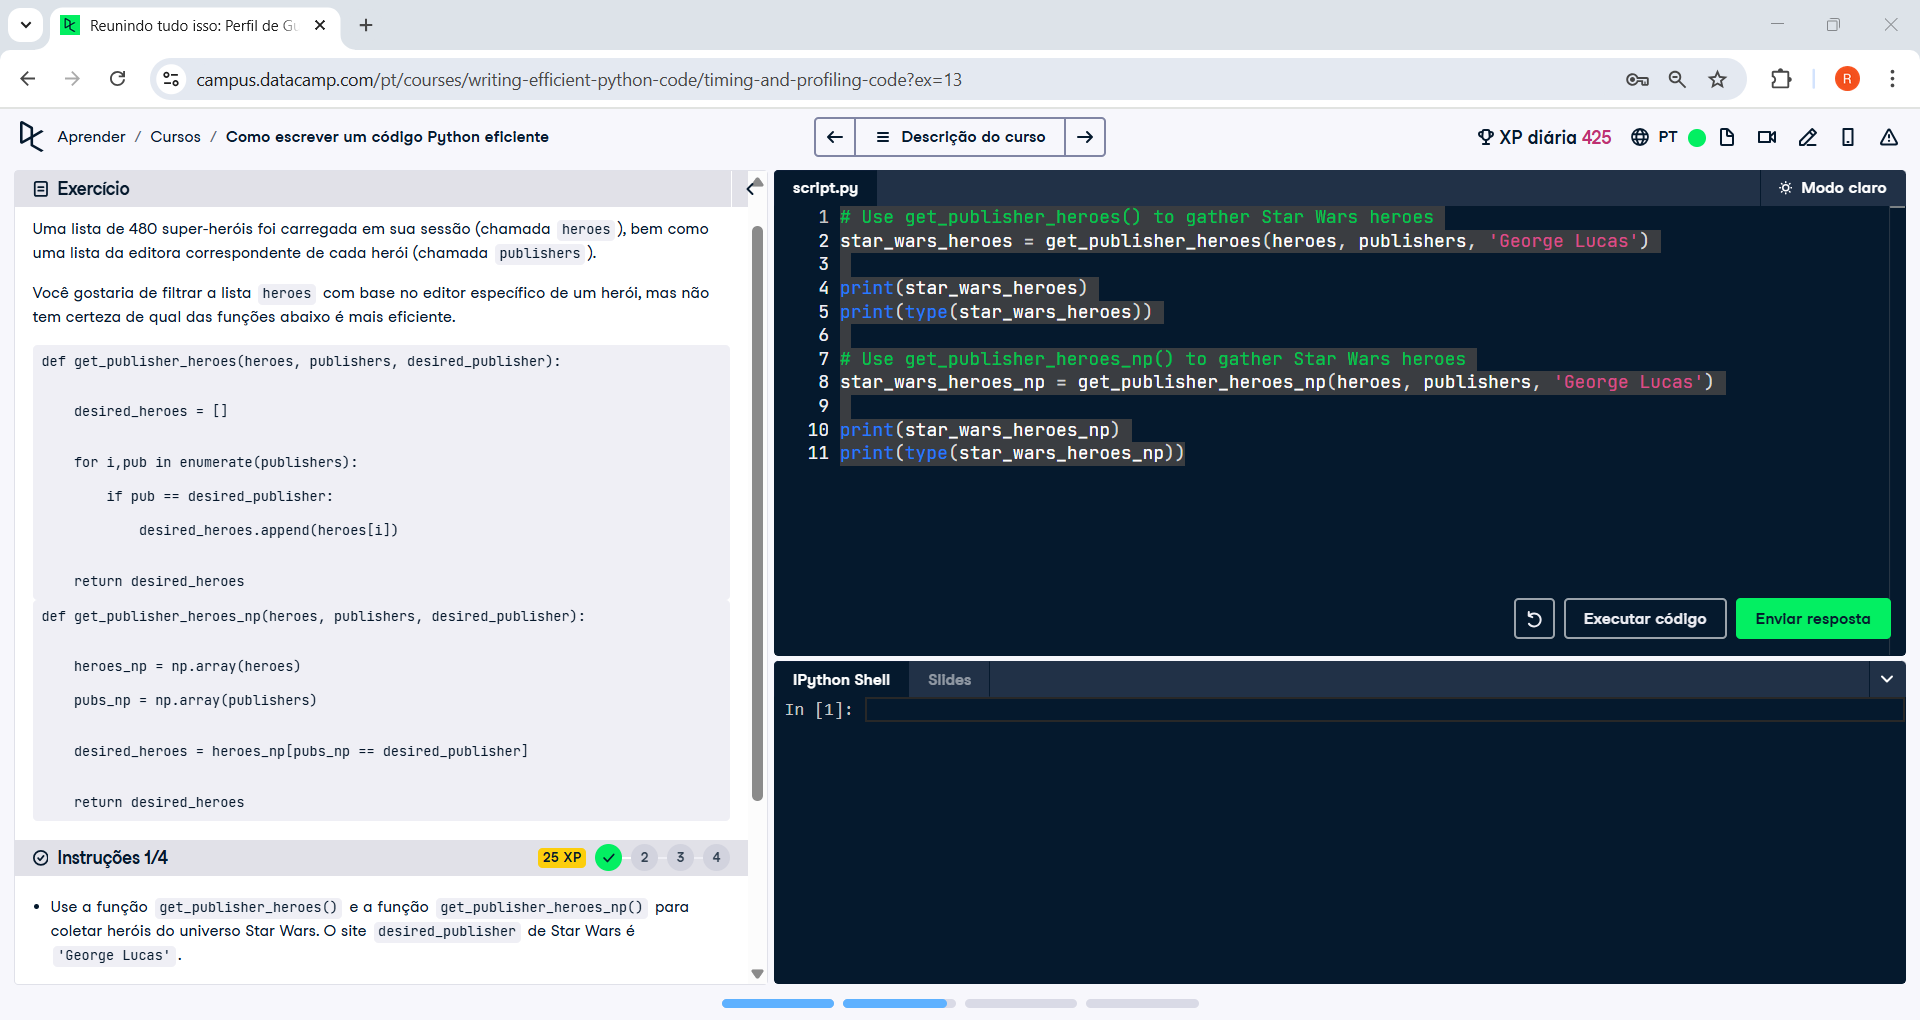 Reunindo tudo isso: Perfil de Gu
campus.datacamp.com/pt/courses/writing-efficient-python-code/timing-and-profiling-code?ex=13
R
Aprender / Cursos / Como escrever um código Python eficiente
Descrição do curso
XP diária 425
PT
Exercício
Uma lista de 480 super-heróis foi carregada em sua sessão (chamada heroes ), bem como
uma lista da editora correspondente de cada herói (chamada publishers ).
Você gostaria de filtrar a lista heroes com base no editor específico de um herói, mas não
tem certeza de qual das funções abaixo é mais eficiente.
def get_publisher_heroes(heroes, publishers, desired_publisher):
desired_heroes = []
for i,pub in enumerate(publishers):
if pub == desired_publisher:
desired_heroes.append(heroes[i])
return desired_heroes
def get_publisher_heroes_np(heroes, publishers, desired_publisher):
heroes_np = np.array(heroes)
pubs_np = np.array(publishers)
desired_heroes = heroes_np[pubs_np == desired_publisher]
return desired_heroes
Instruções 1/4
25 XP
2
3
4
• Use a função get_publisher_heroes() e a função get_publisher_heroes_np() para
coletar heróis do universo Star Wars. O site desired_publisher de Star Wars é
'George Lucas' .
script.py
Modo claro
1 # Use get_publisher_heroes() to gather Star Wars heroes
2 star_wars_heroes = get_publisher_heroes(heroes, publishers, 'George Lucas')
3
4 print(star_wars_heroes)
5 print(type(star_wars_heroes))
6
7 # Use get_publisher_heroes_np() to gather Star Wars heroes
8 star_wars_heroes_np = get_publisher_heroes_np(heroes, publishers, 'George Lucas')
9
10 print(star_wars_heroes_np)
11 print(type(star_wars_heroes_np))
Executar código
Enviar resposta
IPython Shell
Slides
In [1]: